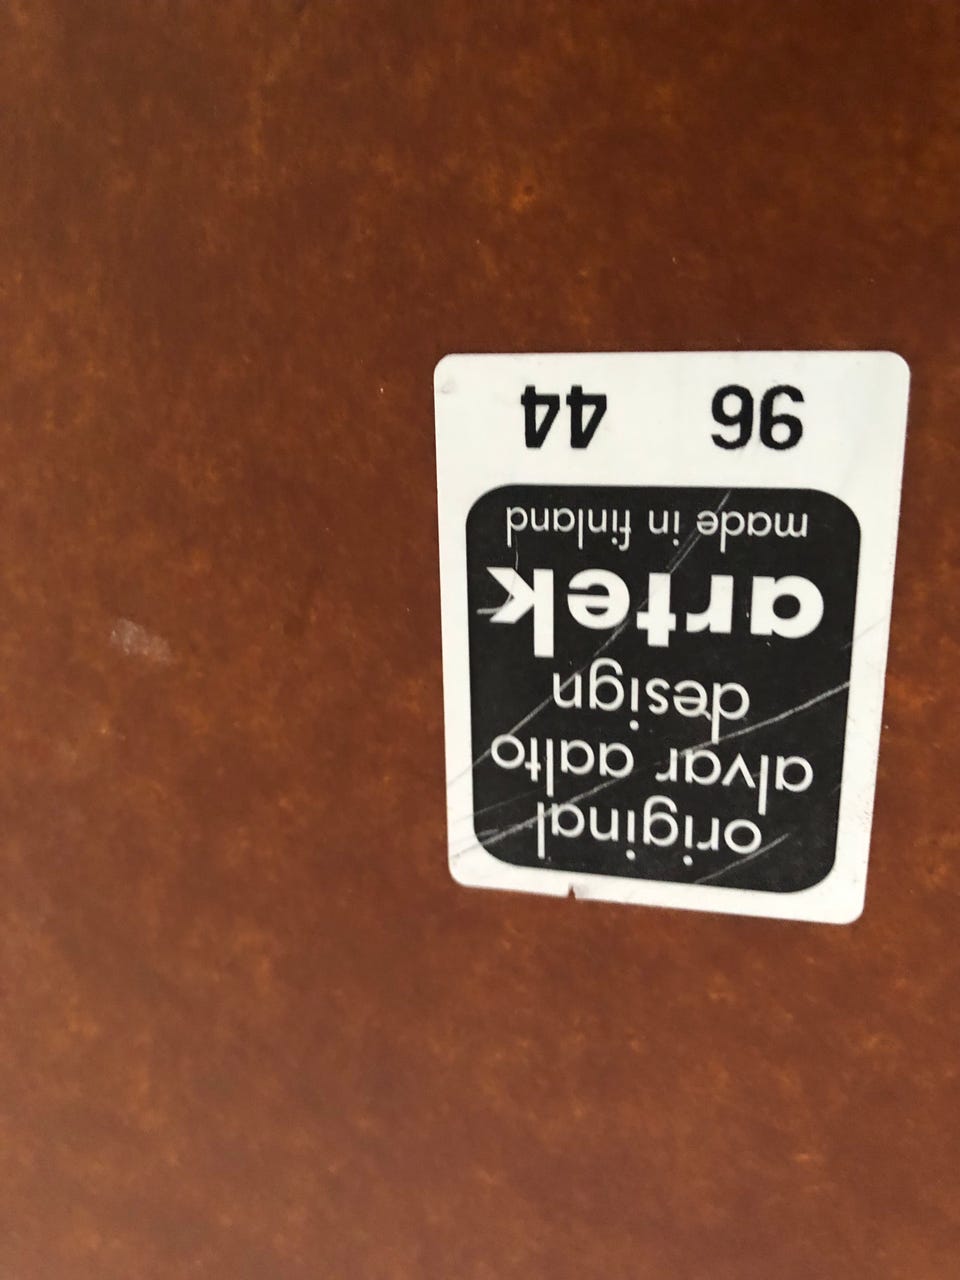 original
alvar aalto
design
artek
made in finland
96 44